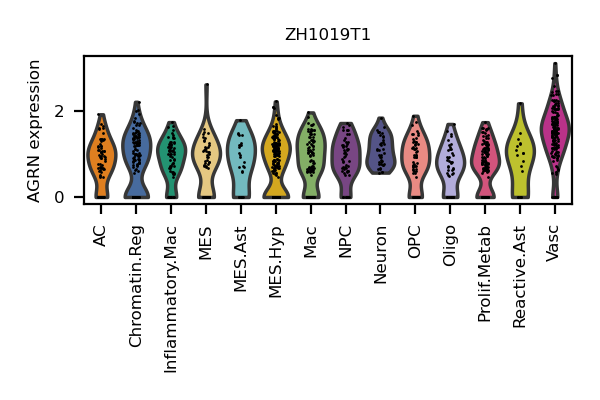 ZH1019T1
AGRN expression
2
0
AC
Chromatin.Reg
Inflammatory.Mac
MES
MES.Ast
MES.Hyp
Mac
NPC
Neuron
OPC
Oligo
Prolif.Metab
Reactive.Ast
Vasc